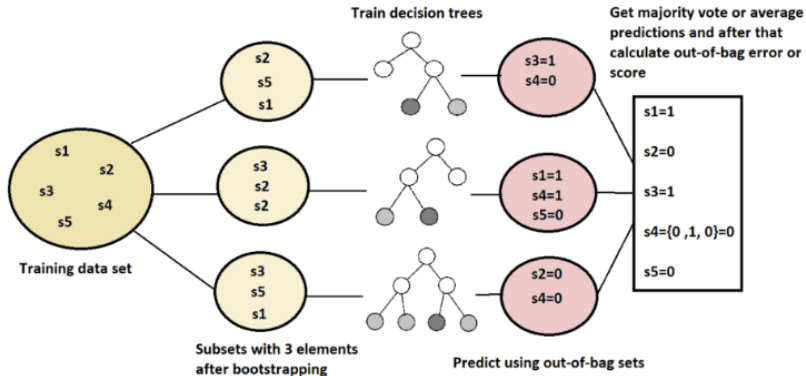 Train decision trees
Get majority vote or average
predictions and after that
calculate out-of-bag error or
score
s1
s2
s3
s4
s5
Training data set
s2
s5
s1
s3
s2
s2
s3
s5
s1
Subsets with 3 elements
after bootstrapping
s3=1
s4=0
s1=1
s4=1
s5=0
s2=0
s4=0
Predict using out-of-bag sets
s1=1
s2=0
s3=1
s4={0 ,1, 0}=0
s5=0